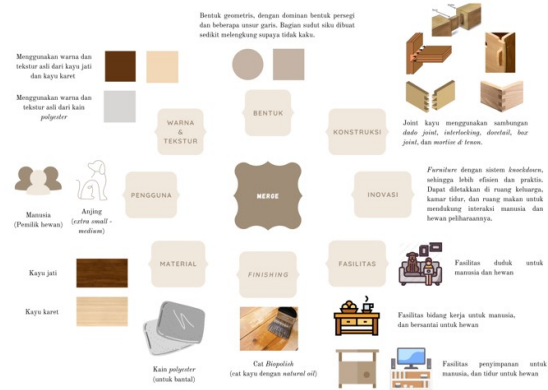 Bentuk geometris, dengan dominan bentuk persegi
dan beberapa unsur garis. Bagian sudut siku dibuat
sedikit melengkung supaya tidak kaku.
Menggunakan warna dan
tekstur asli dari kayu jati
dan kayu karet
Menggunakan warna dan
tekstur asli dari kain
polyester
WARNA
&
TEKSTUR
BENTUK
KONSTRUKSI
Joint kayu menggunakan sambungan
dado joint, interlocking, dovetail, box
joint, dan mortise & tenon.
Manusia
(Pemilik hewan)
Anjing
(extra small -
medium)
PENGGUNA
MERGE
INOVASI
Furniture dengan sistem knockdown,
sehingga lebih efisien dan praktis.
Dapat diletakkan di ruang keluarga,
kamar tidur, dan ruang makan untuk
mendukung interaksi manusia dan
hewan peliharaannya.
Kayu jati
Kayu karet
MATERIAL
Kain polyester
(untuk bantal)
FINISHING
Cat Biopolish
(cat kayu dengan natural oil)
FASILITAS
Fasilitas duduk untuk
manusia dan hewan
Fasilitas bidang kerja untuk manusia,
dan bersantai untuk hewan
Fasilitas penyimpanan untuk
manusia, dan tidur untuk hewan